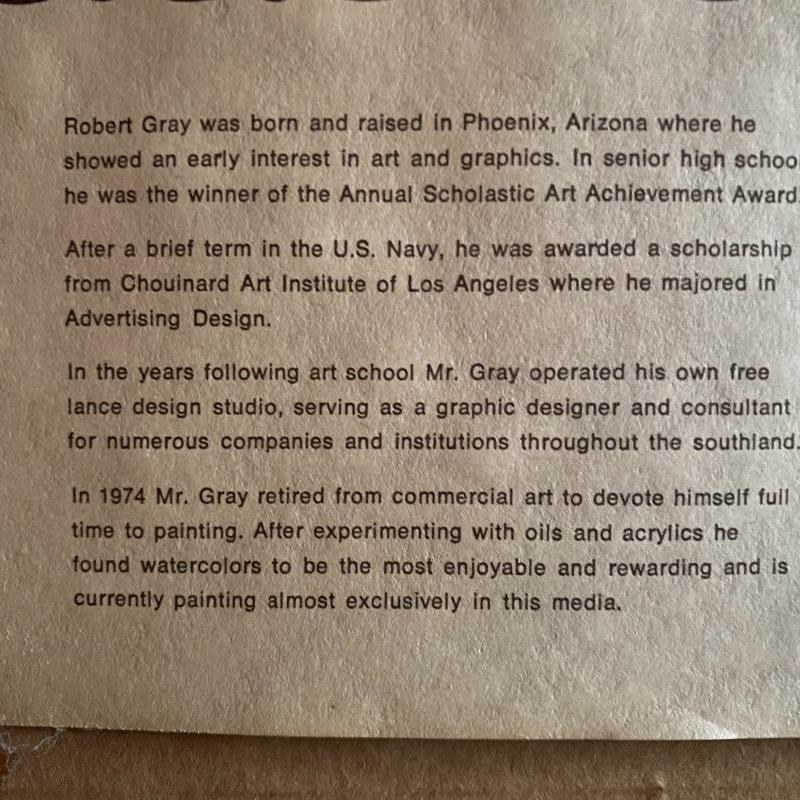 Robert Gray was born and raised in Phoenix, Arizona where he
showed an early interest in art and graphics. In senior high schoo
he was the winner of the Annual Scholastic Art Achievement Award.
After a brief term in the U.S. Navy, he was awarded a scholarship
from Chouinard Art Institute of Los Angeles where he majored in
Advertising Design.
In the years following art school Mr. Gray operated his own free
lance design studio, serving as a graphic designer and consultant
for numerous companies and institutions throughout the southland.
In 1974 Mr. Gray retired from commercial art to devote himself full
time to painting. After experimenting with oils and acrylics he
found watercolors to be the most enjoyable and rewarding and is
currently painting almost exclusively in this media.